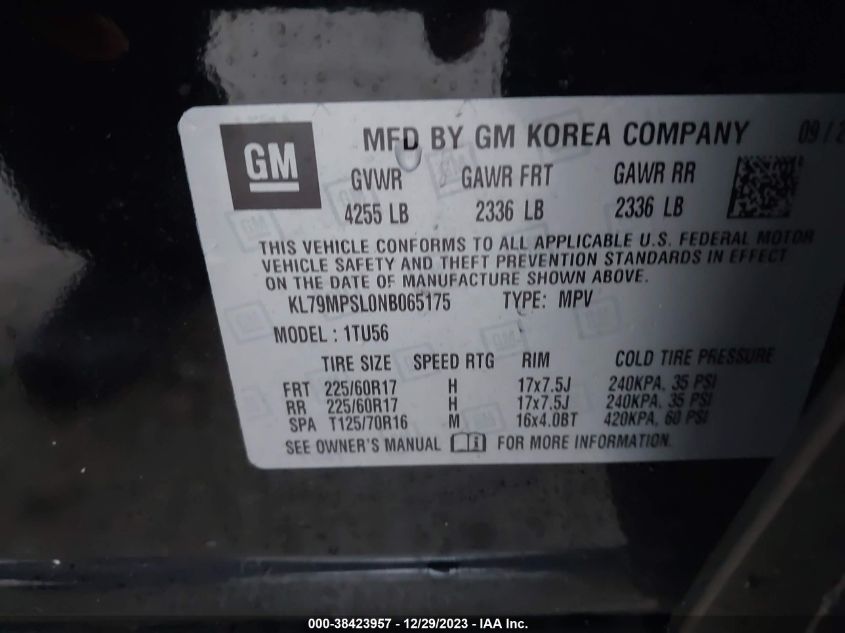 GM
MFD BY GM KOREA COMPANY 09 /
GVWR GAWR FRT GAWR RR
4255 LB 2336 LB 2336 LB
THIS VEHICLE CONFORMS TO ALL APPLICABLE U.S. FEDERAL MOTOR
VEHICLE SAFETY AND THEFT PREVENTION STANDARDS IN EFFECT
ON THE DATE OF MANUFACTURE SHOWN ABOVE.
KL79MPSL0NB065175 TYPE: MPV
MODEL : 1TU56
TIRE SIZE SPEED RTG RIM COLD TIRE PRESSURE
FRT 225/60R17 H 17x7.5J 240KPA, 35 PSI
RR 225/60R17 H 17x7.5J 240KPA, 35 PSI
SPA T125/70R16 M 16x4.0BT 420KPA, 60 PSI
SEE OWNER'S MANUAL FOR MORE INFORMATION.
000-38423957 - 12/29/2023 - IAA Inc.